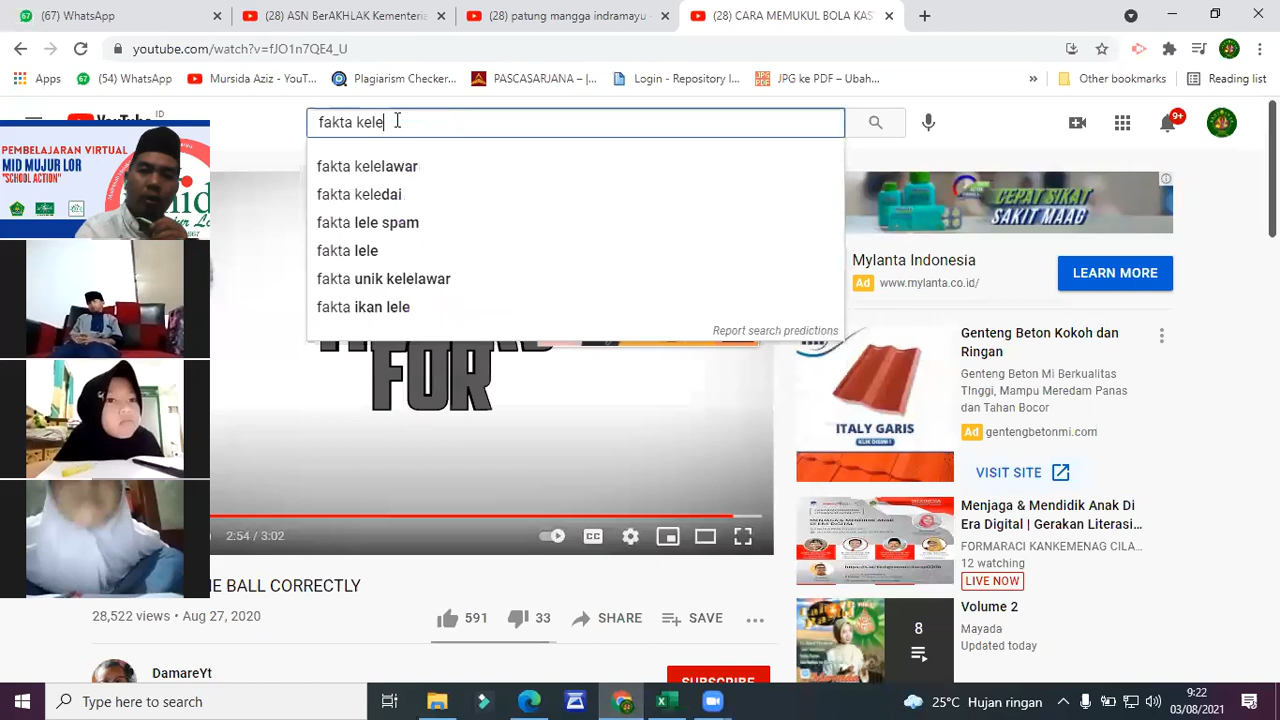 (28) ASN BerAKHLAK Kementeria
(28) patung mangga indramayu -
(28) CARA MEMUKUL BOLA KAS
youtube.com/watch?v=fJO1n7QE4_U
Apps
(54) WhatsApp
Mursida Aziz - YouT...
Plagiarism Checker...
PASCASARJANA – |...
Login - Repository I...
JPG ke PDF – Ubah...
»
Other bookmarks
Reading list
YouTube ID
fakta kele
9+
fakta kelelawar
fakta keledai
fakta lele spam
fakta lele
fakta unik kelelawar
fakta ikan lele
Report search predictions
PEMBELAJARAN VIRTUAL
MID MUJUR LOR
"SCHOOL ACTION"
FOR
CEPAT SIKAT
SAKIT MAAG
Mylanta Indonesia
Ad www.mylanta.co.id/
LEARN MORE
Genteng Beton Kokoh dan
Ringan
Genteng Beton Mi Berkualitas
TInggi, Mampu Meredam Panas
dan Tahan Bocor
Ad gentengbetonmi.com
VISIT SITE
ITALY GARIS
2:54 / 3:02
CC
Menjaga & Mendidik Anak Di
Era Digital | Gerakan Literasi...
FORMARACI KANKEMENAG CILA...
12 watching
LIVE NOW
E BALL CORRECTLY
28,522 views • Aug 27, 2020
591
33
SHARE
SAVE
Volume 2
Mayada
Updated today
8
DamareYt
SUBSCRIBE
Type here to search
25°C Hujan ringan
9:22
03/08/2021